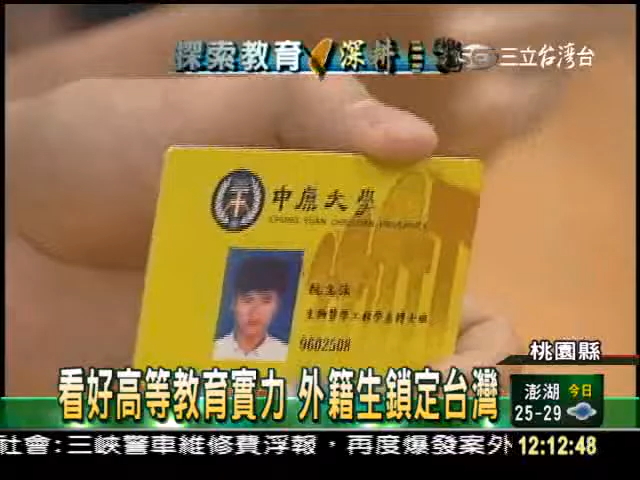 探索教育 深耕台灣
三立台灣台
中原大學
CHUNG YUAN CHRISTIAN UNIVERSITY
9602508
桃園縣
看好高等教育實力 外籍生鎖定台灣
澎湖 今日
25-29
社會:三峽警車維修費浮報,再度爆發案外
12:12:48